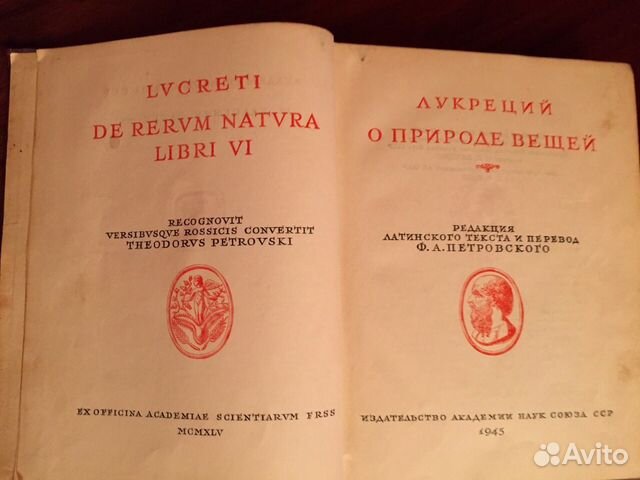 LVCRETI
DE RERVM NATVRA
LIBRI VI
RECOGNOVIT
VERSIBVSQVE ROSSICIS CONVERTIT
THEODORVS PETROVSKI
EX OFFICINA ACADEMIAE SCIENTIARVM FRSS
MCMXLV
ЛУКРЕЦИЙ
О ПРИРОДЕ ВЕЩЕЙ
РЕДАКЦИЯ
ЛАТИНСКОГО ТЕКСТА И ПЕРЕВОД
Ф. А. ПЕТРОВСКОГО
ИЗДАТЕЛЬСТВО АКАДЕМИИ НАУК СОЮЗА ССР
1945
Avito